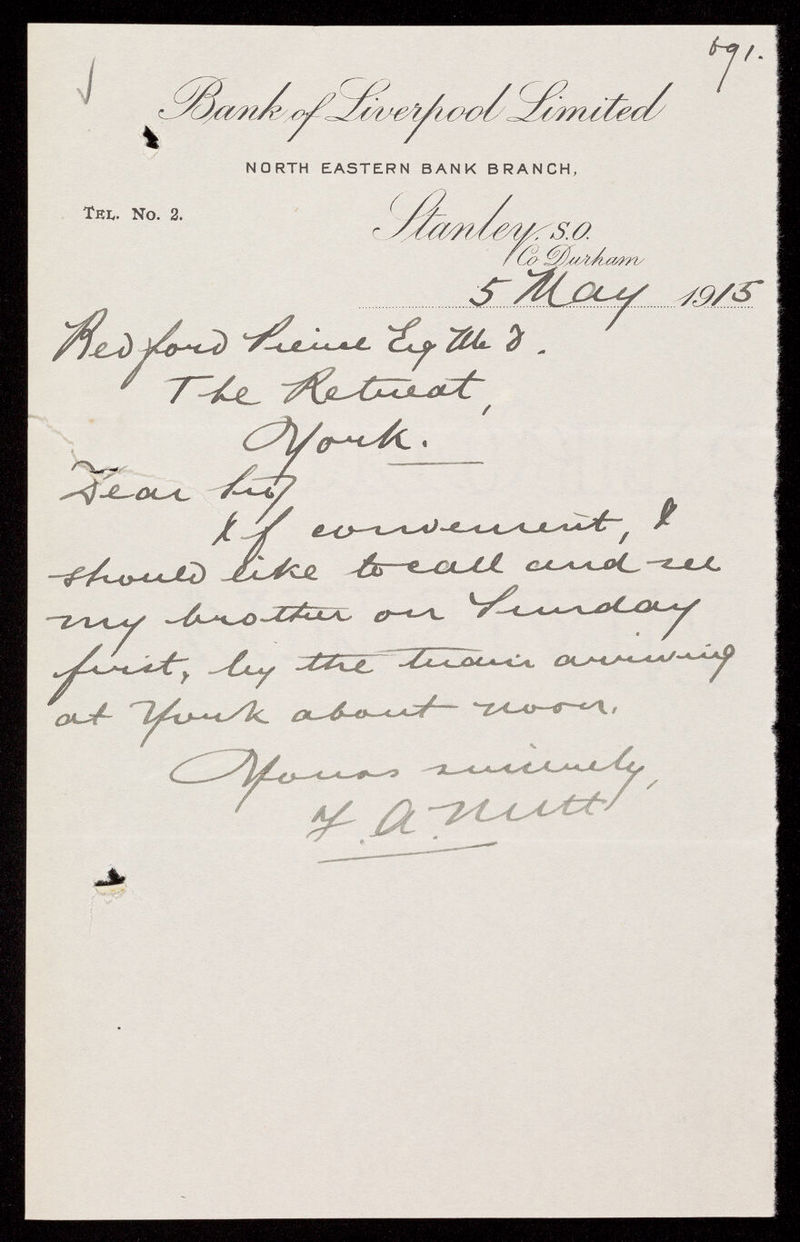 691.
Bank of Liverpool Limited
NORTH EASTERN BANK BRANCH,
TEL. NO. 2.
Stanley, S.O.
Co Durham
5 May 1915
Bedford Pierce Esq M.D.
The Retreat,
York.
Dear Sir
If convenient, I
should like to call and see
my brother on Sunday
first, by the train arriving
at York about noon.
Yours sincerely,
F. A. Nutt